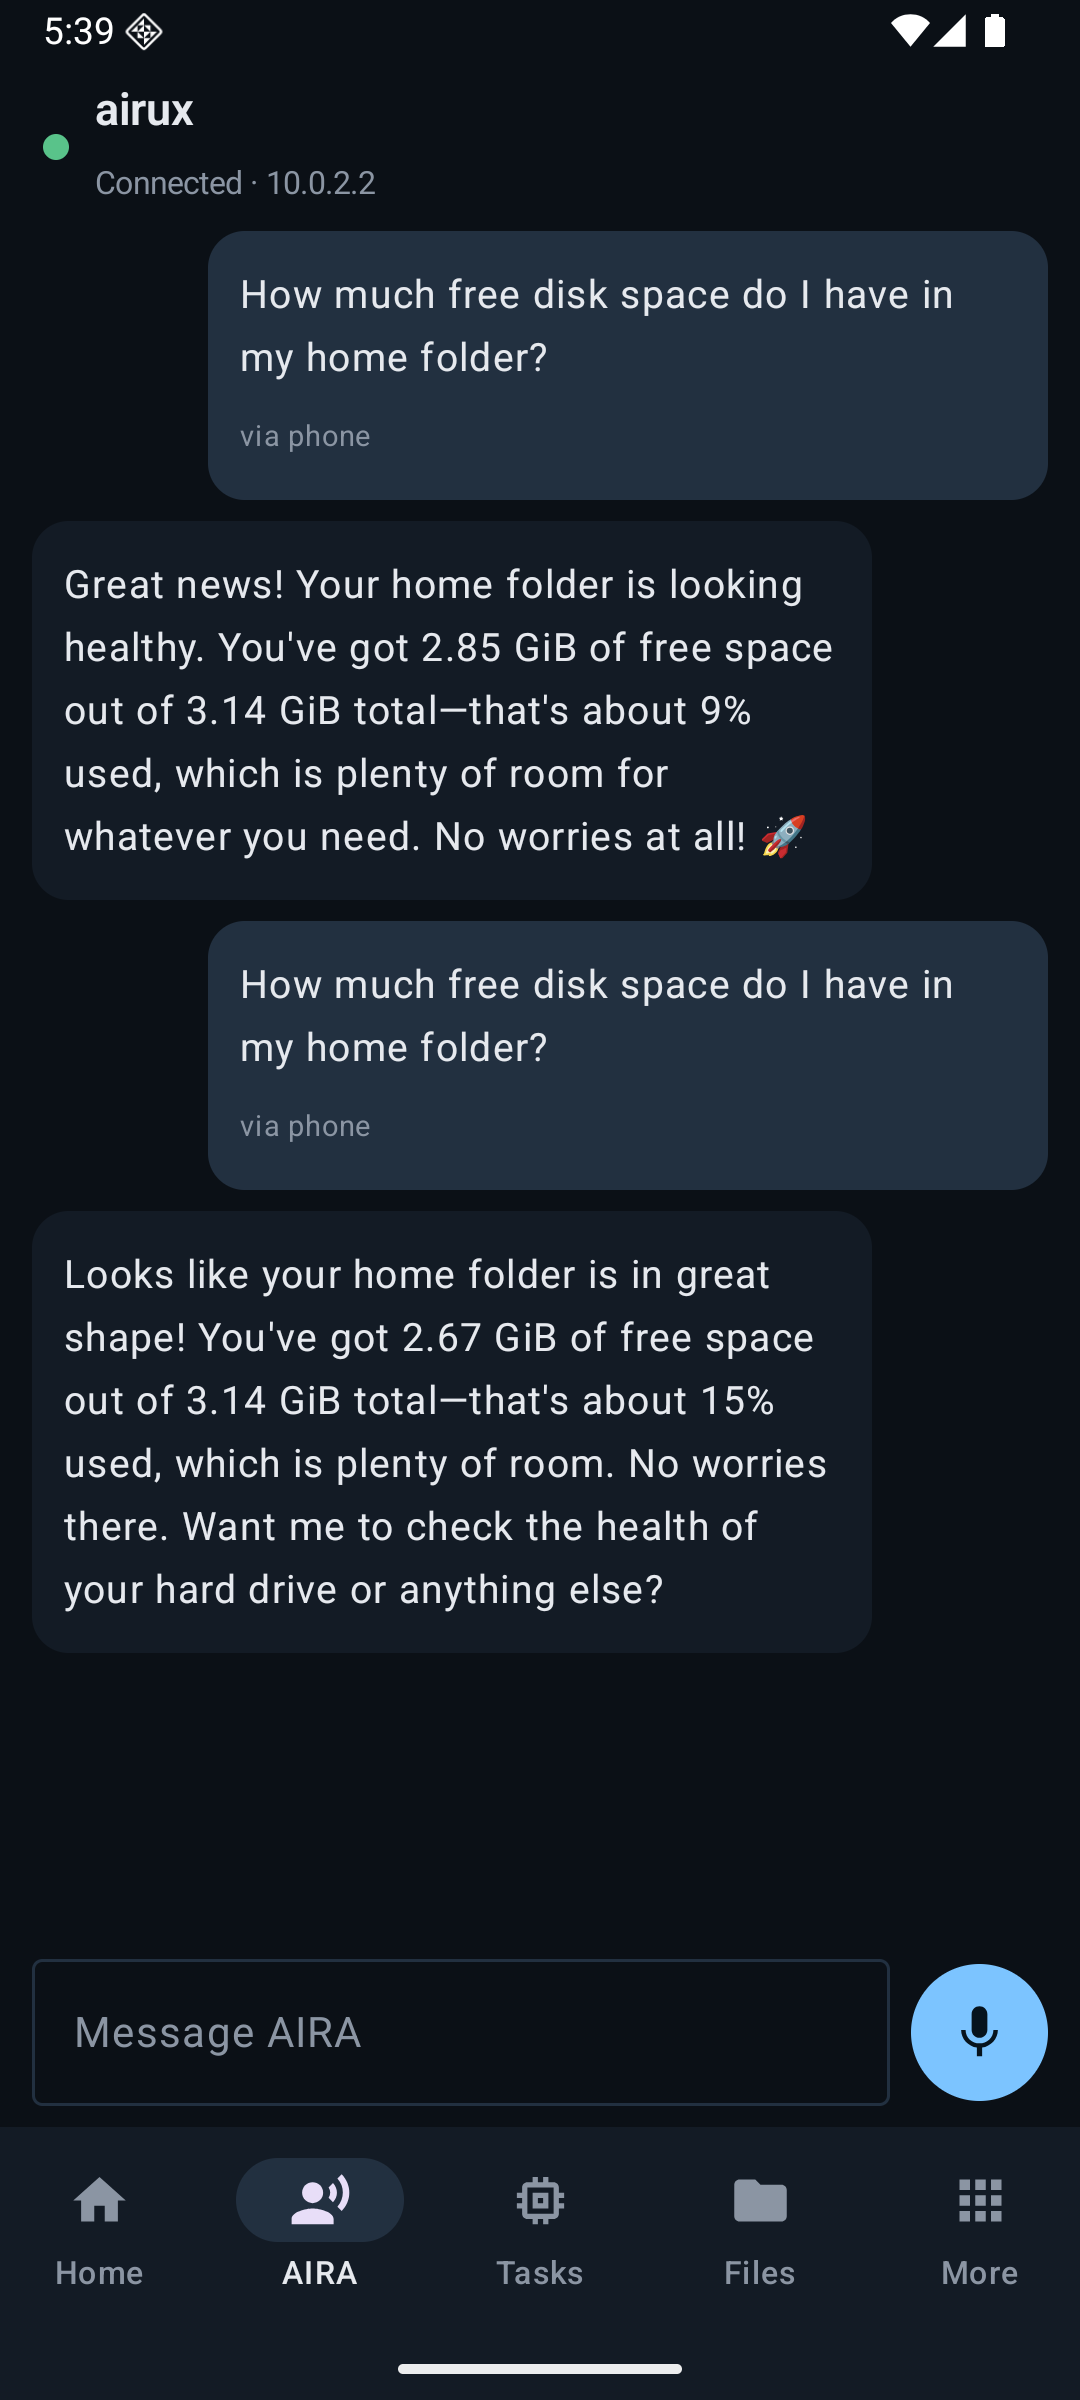 5:39
airux
Connected · 10.0.2.2
How much free disk space do I have in
my home folder?
via phone
Great news! Your home folder is looking
healthy. You've got 2.85 GiB of free space
out of 3.14 GiB total—that's about 9%
used, which is plenty of room for
whatever you need. No worries at all! 🚀
How much free disk space do I have in
my home folder?
via phone
Looks like your home folder is in great
shape! You've got 2.67 GiB of free space
out of 3.14 GiB total—that's about 15%
used, which is plenty of room. No worries
there. Want me to check the health of
your hard drive or anything else?
Message AIRA
Home
AIRA
Tasks
Files
More